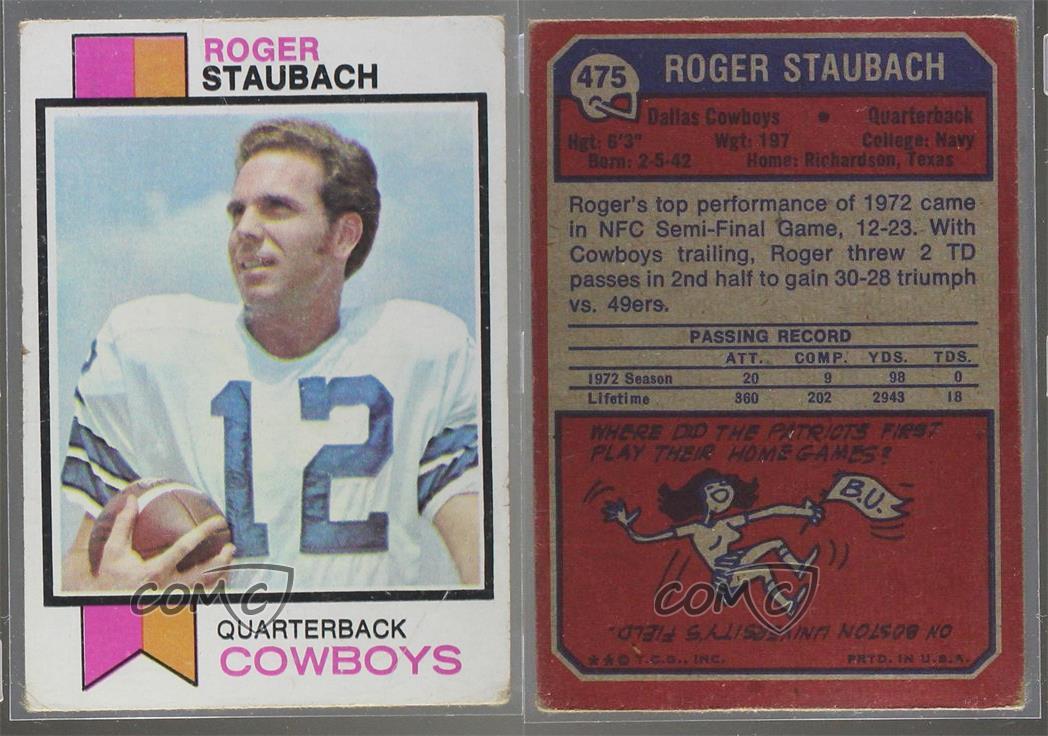 ROGER
STAUBACH
12
QUARTERBACK
COWBOYS
COMC
475
ROGER STAUBACH
Dallas Cowboys • Quarterback
Hgt: 6'3" Wgt: 197 College: Navy
Born: 2-5-42 Home: Richardson, Texas
Roger's top performance of 1972 came
in NFC Semi-Final Game, 12-23. With
Cowboys trailing, Roger threw 2 TD
passes in 2nd half to gain 30-28 triumph
vs. 49ers.
PASSING RECORD
ATT. COMP. YDS. TDS.
1972 Season 20 9 98 0
Lifetime 360 202 2943 18
WHERE DID THE PATRIOTS FIRST
PLAY THEIR HOME GAMES?
B.U.
COMC
ON BOSTON UNIVERSITY'S FIELD.
★★© T.C.G., INC. PRTD. IN U.S.A.